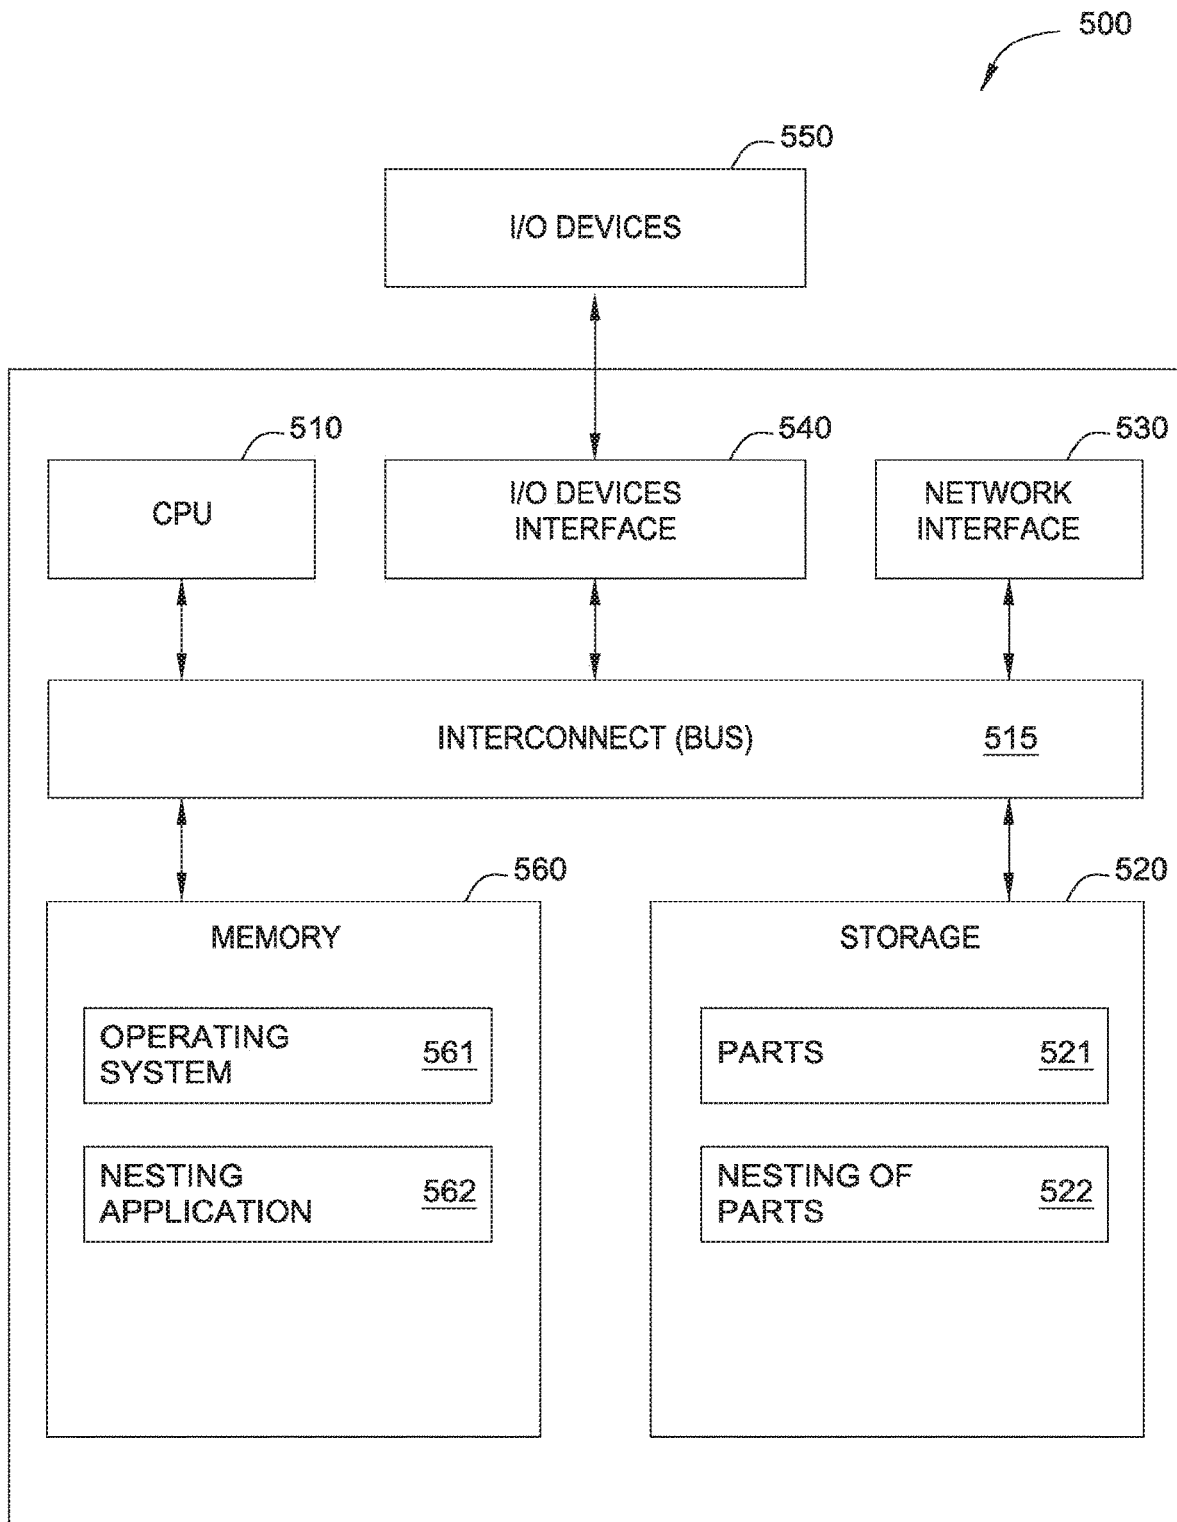 500
550
I/O DEVICES
510
540
530
CPU
I/O DEVICES
INTERFACE
NETWORK
INTERFACE
INTERCONNECT (BUS)
515
560
520
MEMORY
STORAGE
OPERATING
SYSTEM
561
PARTS
521
NESTING
APPLICATION
562
NESTING OF
PARTS
522